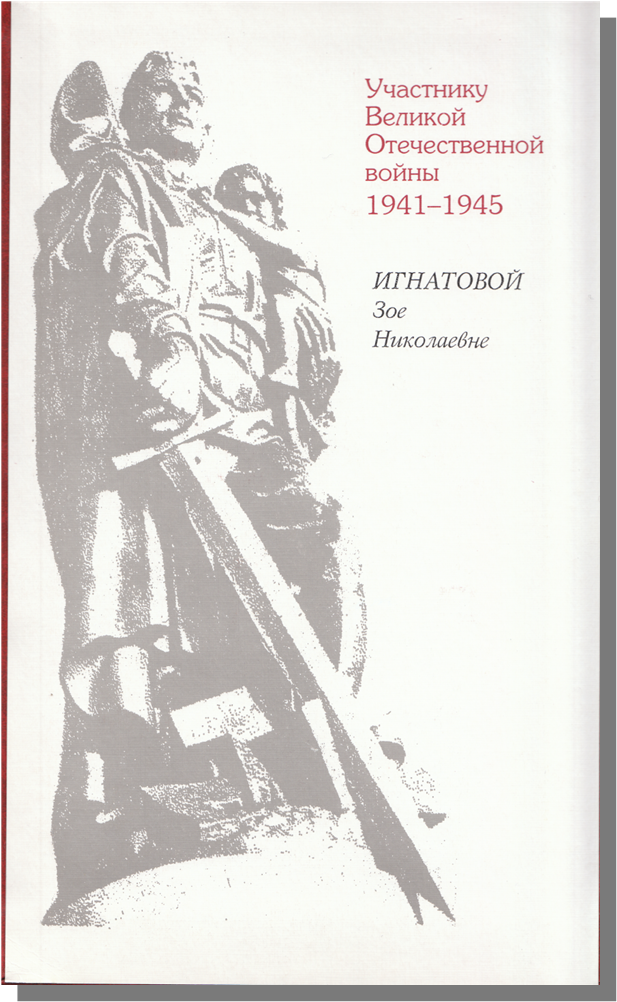 Участнику
Великой
Отечественной
войны
1941–1945
ИГНАТОВОЙ
Зое
Николаевне